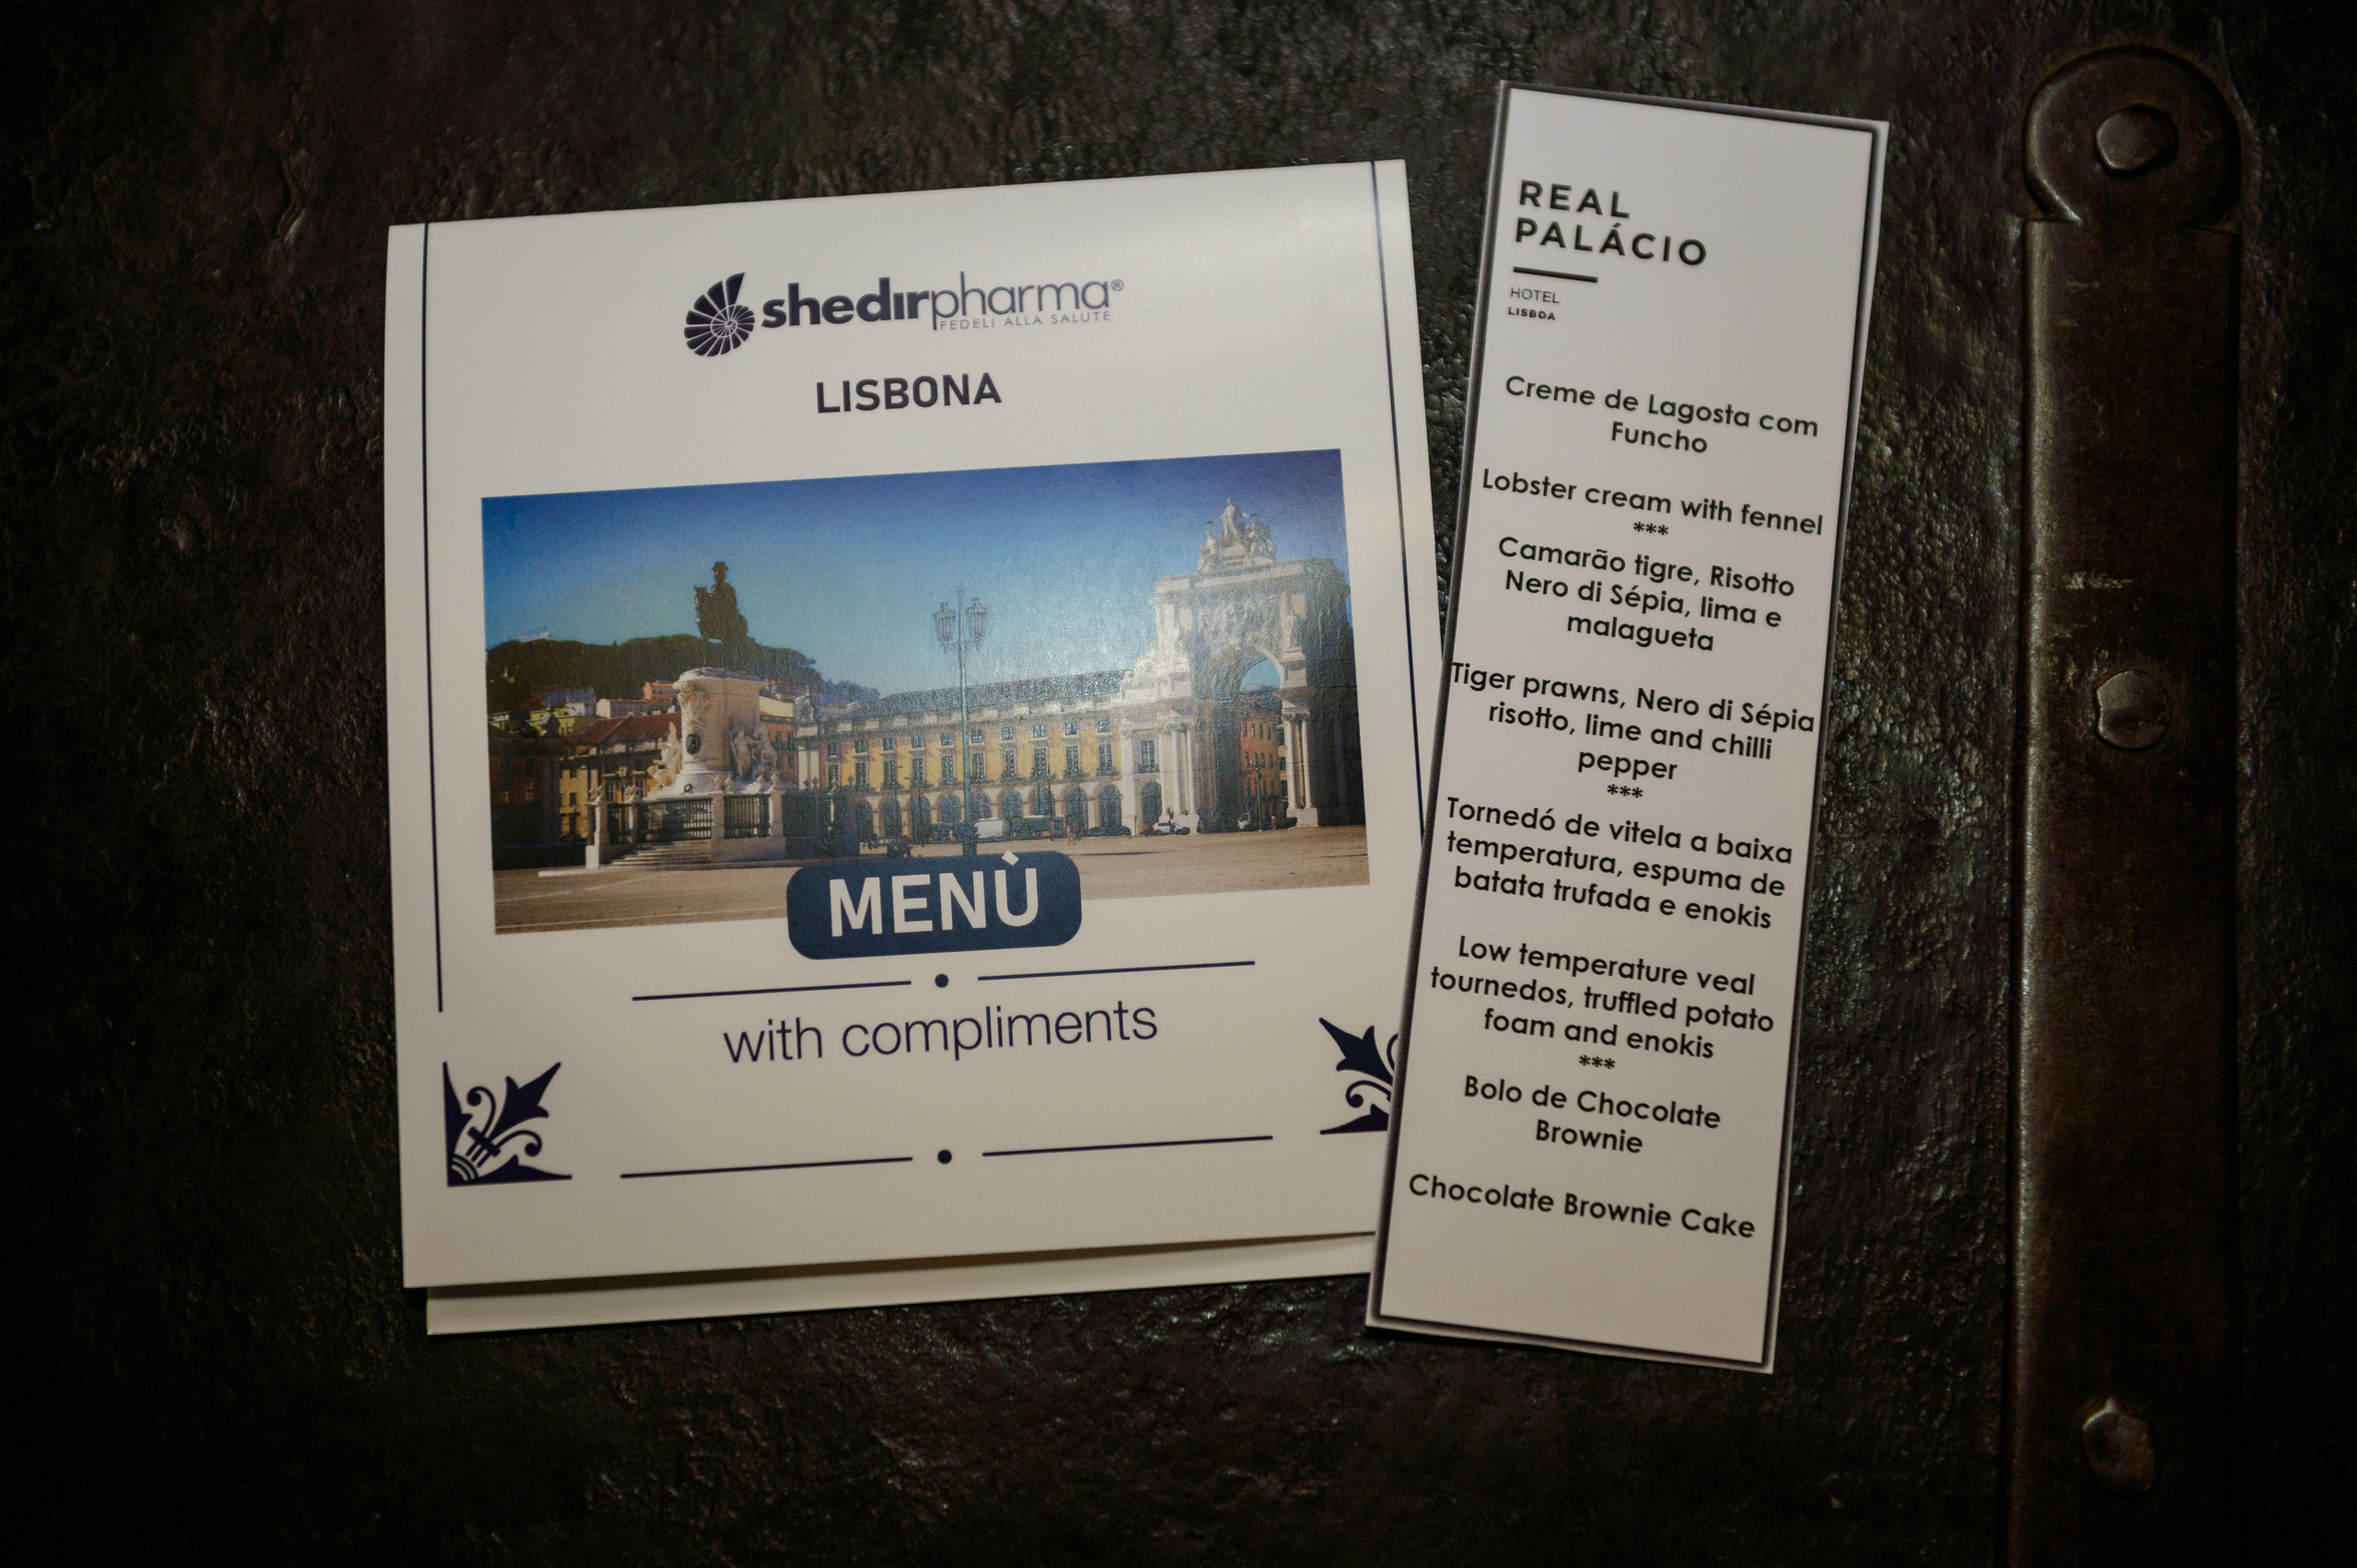 shedirpharma®
FEDELI ALLA SALUTE
LISBONA
MENÙ
with compliments
REAL
PALÁCIO
HOTEL
LISBOA
Creme de Lagosta com
Funcho
Lobster cream with fennel
***
Camarão tigre, Risotto
Nero di Sépia, lima e
malagueta
Tiger prawns, Nero di Sépia
risotto, lime and chilli
pepper
***
Tornedó de vitela a baixa
temperatura, espuma de
batata trufada e enokis
Low temperature veal
tournedos, truffled potato
foam and enokis
***
Bolo de Chocolate
Brownie
Chocolate Brownie Cake